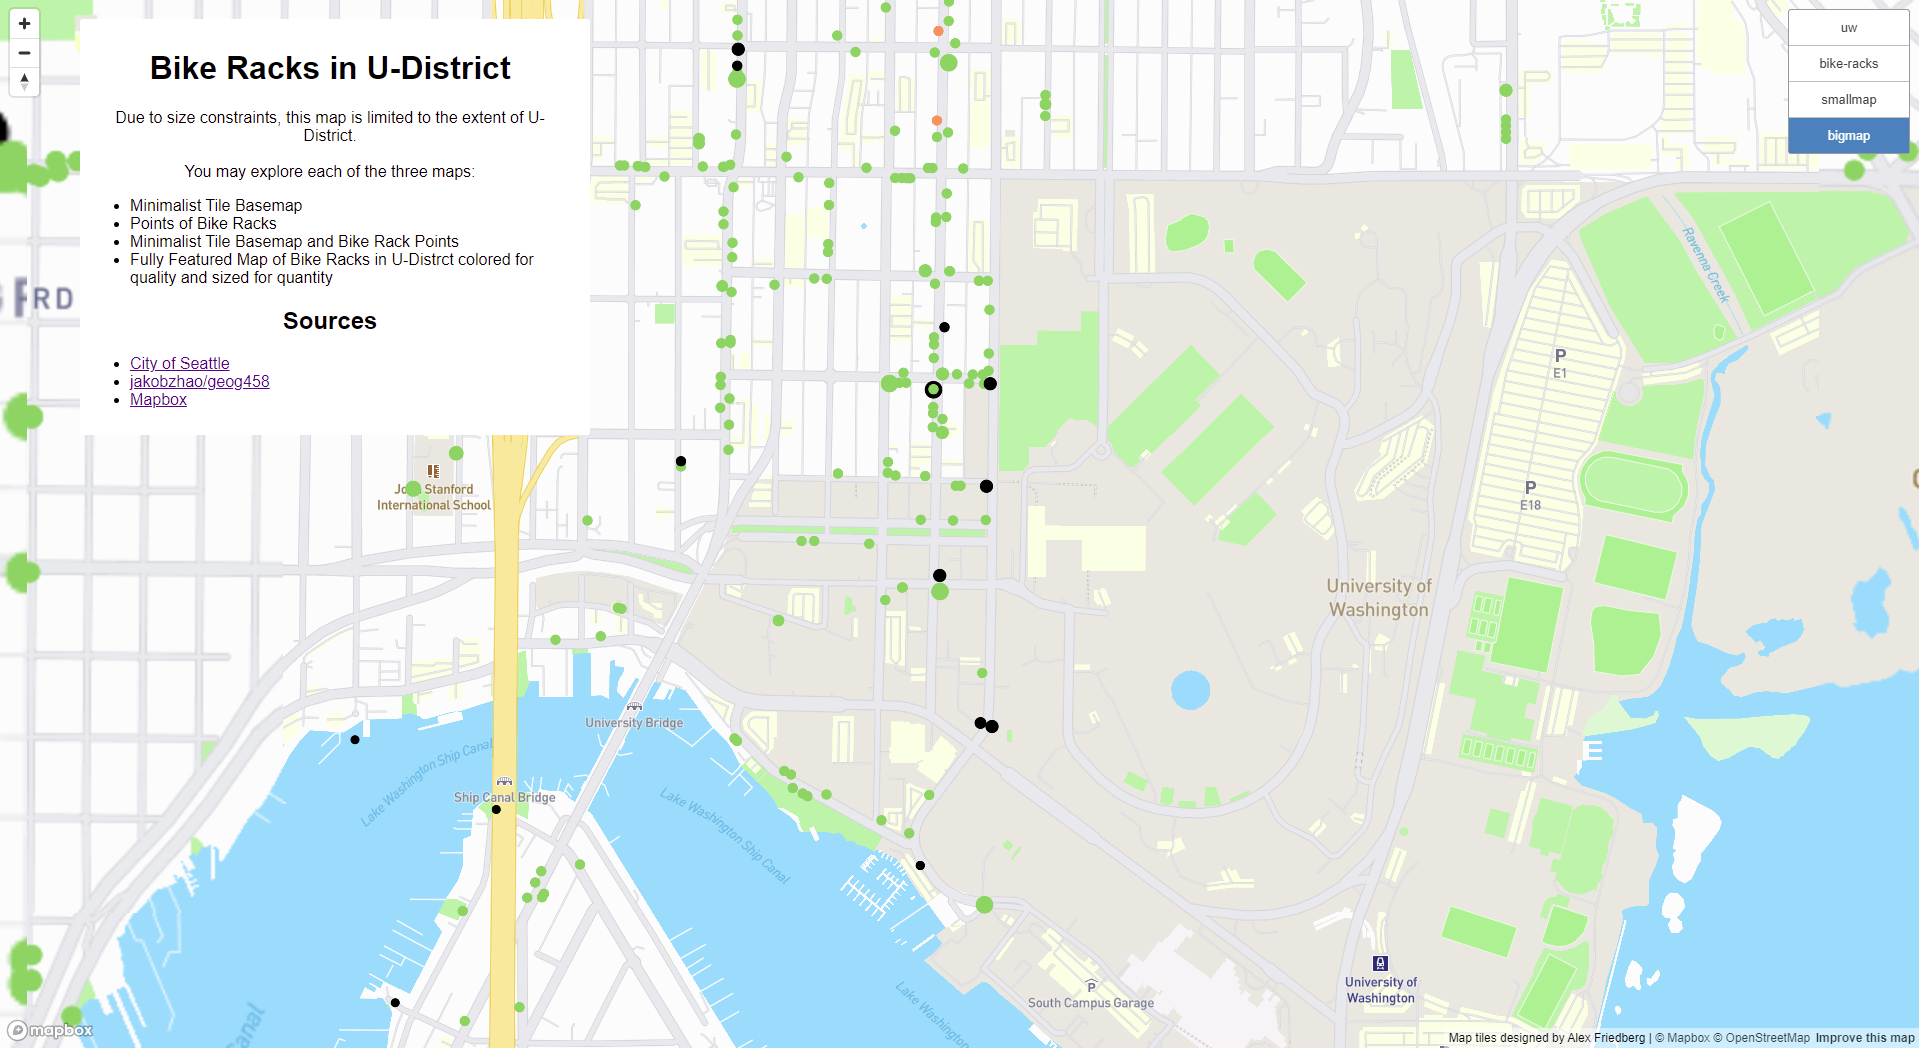 Bike Racks in U-District
Due to size constraints, this map is limited to the extent of U-
District.
You may explore each of the three maps:
Minimalist Tile Basemap
Points of Bike Racks
Minimalist Tile Basemap and Bike Rack Points
Fully Featured Map of Bike Racks in U-Distrct colored for
quality and sized for quantity
Sources
City of Seattle
jakobzhao/geog458
Mapbox
uw
bike-racks
smallmap
bigmap
RD
Stanford
International School
University Bridge
Lake Washington Ship Canal
Ship Canal Bridge
Lake Washington Ship Canal
Lake Washington
Canal
Ravenna Creek
P
E1
P
E18
University of
Washington
P
South Campus Garage
University of
Washington
mapbox
Map tiles designed by Alex Friedberg | © Mapbox © OpenStreetMap Improve this map